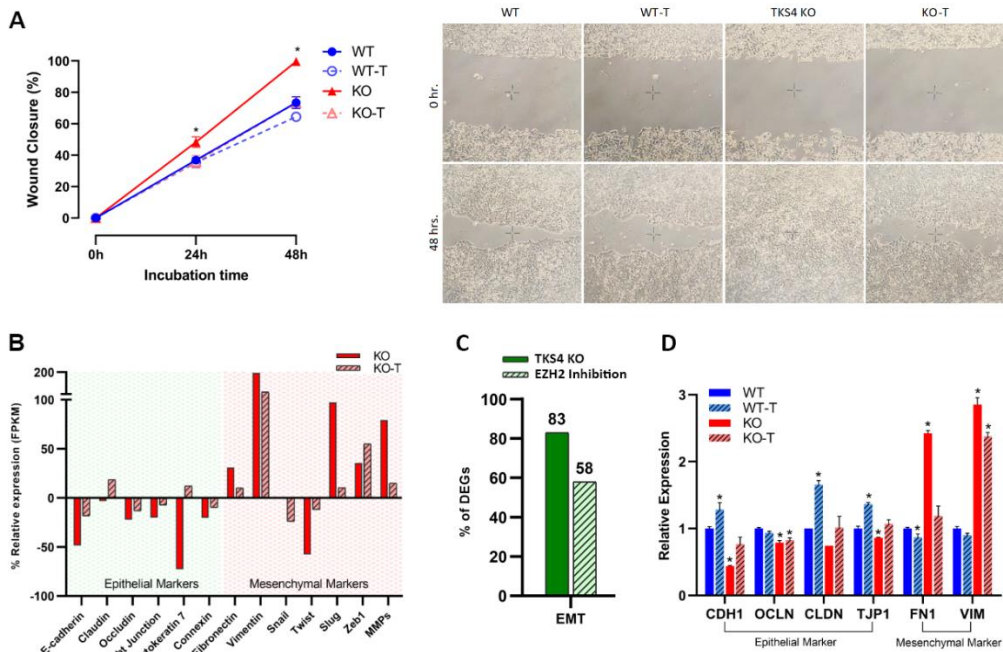 A
Wound Closure (%)
100
80
60
40
20
0
*
*
0h
24h
48h
Incubation time
WT
WT-T
KO
KO-T
WT
WT-T
TKS4 KO
KO-T
0 hr.
48 hrs.
B
KO
KO-T
% Relative expression (FPKM)
200
100
50
0
-50
-100
Epithelial Markers
Mesenchymal Markers
E-cadherin
Claudin
Occludin
ht Junction
tokeratin 7
Connexin
Fibronectin
Vimentin
Snail
Twist
Slug
Zeb1
MMPs
C
TKS4 KO
EZH2 Inhibition
% of DEGs
100
80
60
40
20
0
83
58
EMT
D
WT
WT-T
KO
KO-T
Relative Expression
3
2
1
0
*
*
*
*
*
*
*
*
*
*
*
CDH1
OCLN
CLDN
TJP1
FN1
VIM
Epithelial Marker
Mesenchymal Marker